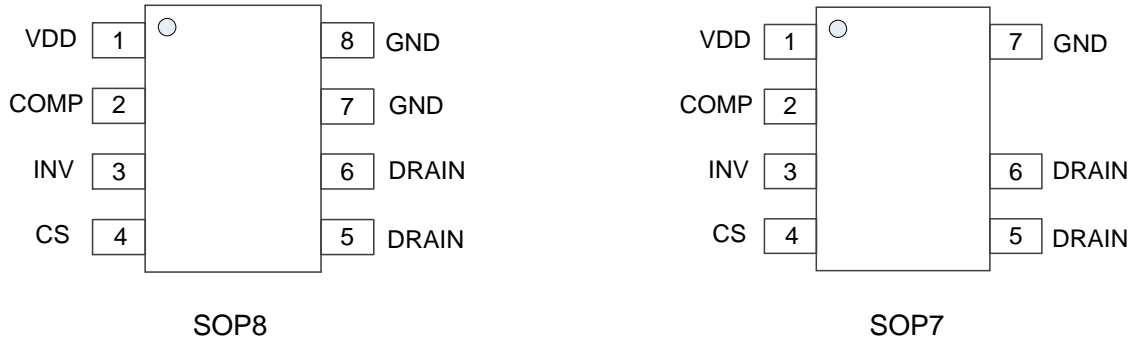 VDD 1 8 GND
COMP 2 7 GND
INV 3 6 DRAIN
CS 4 5 DRAIN
SOP8
VDD 1 7 GND
COMP 2
INV 3 6 DRAIN
CS 4 5 DRAIN
SOP7